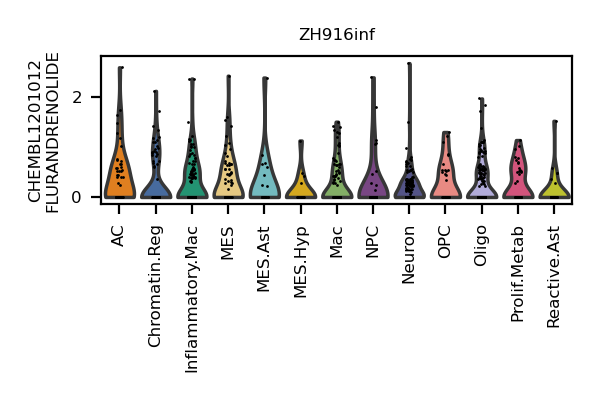 ZH916inf
CHEMBL1201012
FLURANDRENOLIDE
2
0
AC
Chromatin.Reg
Inflammatory.Mac
MES
MES.Ast
MES.Hyp
Mac
NPC
Neuron
OPC
Oligo
Prolif.Metab
Reactive.Ast